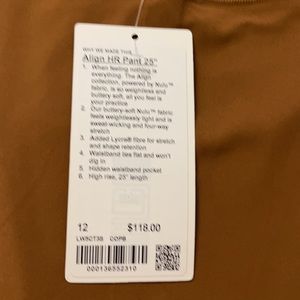 WHY WE MADE THIS
Align HR Pant 25"
1. When feeling nothing is
everything. The Align
collection, powered by Nulu™
fabric, is so weightless and
buttery soft, all you feel is
your practice
2. Our buttery-soft Nulu™ fabric
feels weightlessly light and is
sweat-wicking and four-way
stretch
3. Added Lycra® fibre for stretch
and shape retention
4. Waistband lies flat and won't
dig in
5. Hidden waistband pocket
6. High rise, 25" length
12 $118.00
LW5CT3S COPB
000136552310